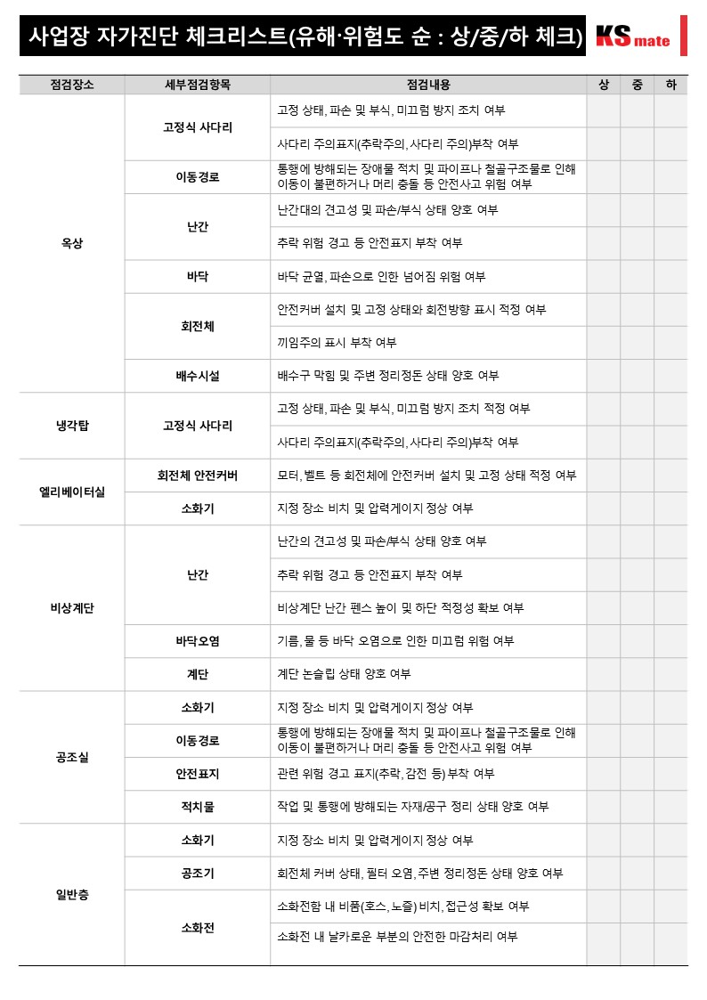 사업장 자가진단 체크리스트(유해·위험도 순 : 상/중/하 체크)
KS mate
점검장소 세부점검항목 점검내용 상 중 하
옥상
고정식 사다리
고정 상태, 파손 및 부식, 미끄럼 방지 조치 여부
사다리 주의표지(추락주의, 사다리 주의)부착 여부
이동경로
통행에 방해되는 장애물 적치 및 파이프나 철골구조물로 인해
이동이 불편하거나 머리 충돌 등 안전사고 위험 여부
난간
난간대의 견고성 및 파손/부식 상태 양호 여부
추락 위험 경고 등 안전표지 부착 여부
바닥
바닥 균열, 파손으로 인한 넘어짐 위험 여부
회전체
안전커버 설치 및 고정 상태와 회전방향 표시 적정 여부
끼임주의 표시 부착 여부
배수시설
배수구 막힘 및 주변 정리정돈 상태 양호 여부
냉각탑
고정식 사다리
고정 상태, 파손 및 부식, 미끄럼 방지 조치 적정 여부
사다리 주의표지(추락주의, 사다리 주의)부착 여부
엘리베이터실
회전체 안전커버
모터, 벨트 등 회전체에 안전커버 설치 및 고정 상태 적정 여부
소화기
지정 장소 비치 및 압력게이지 정상 여부
비상계단
난간
난간의 견고성 및 파손/부식 상태 양호 여부
추락 위험 경고 등 안전표지 부착 여부
비상계단 난간 펜스 높이 및 하단 적정성 확보 여부
바닥오염
기름, 물 등 바닥 오염으로 인한 미끄럼 위험 여부
계단
계단 논슬립 상태 양호 여부
공조실
소화기
지정 장소 비치 및 압력게이지 정상 여부
이동경로
통행에 방해되는 장애물 적치 및 파이프나 철골구조물로 인해
이동이 불편하거나 머리 충돌 등 안전사고 위험 여부
안전표지
관련 위험 경고 표지(추락, 감전 등) 부착 여부
적치물
작업 및 통행에 방해되는 자재/공구 정리 상태 양호 여부
일반층
소화기
지정 장소 비치 및 압력게이지 정상 여부
공조기
회전체 커버 상태, 필터 오염, 주변 정리정돈 상태 양호 여부
소화전
소화전함 내 비품(호스, 노즐) 비치, 접근성 확보 여부
소화전 내 날카로운 부분의 안전한 마감처리 여부